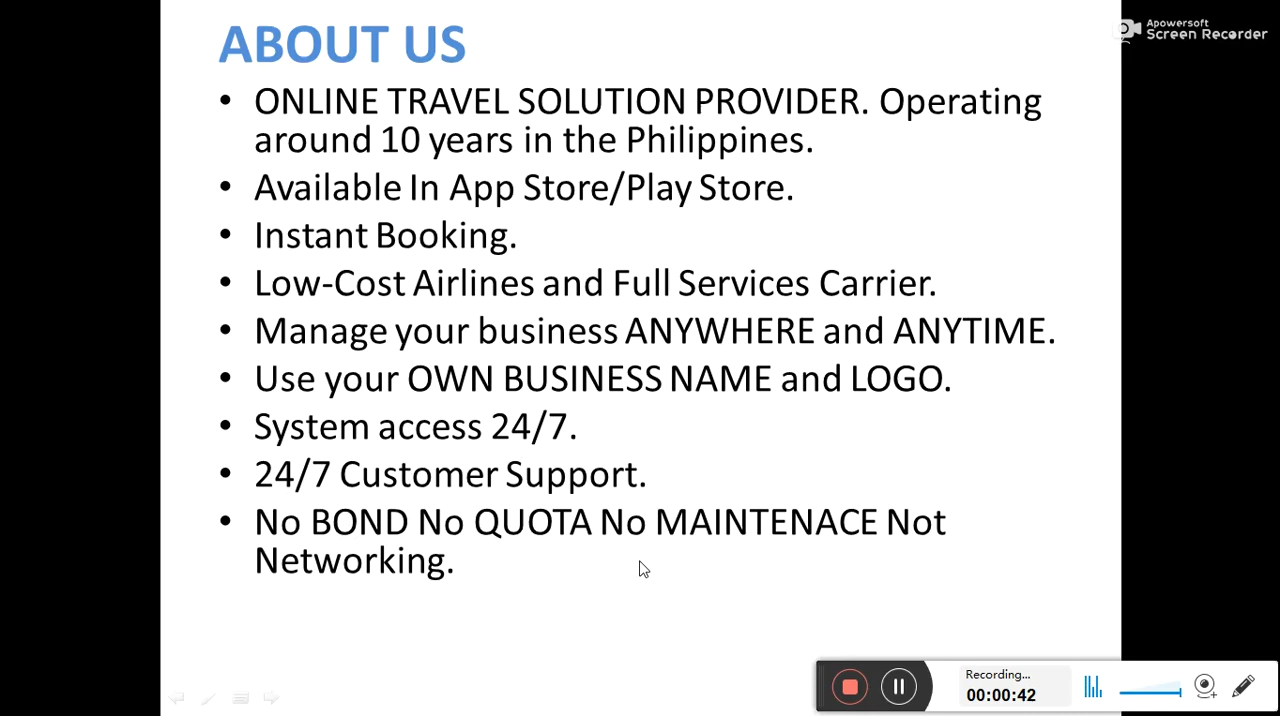 ABOUT US
Apowersoft
Screen Recorder
• ONLINE TRAVEL SOLUTION PROVIDER. Operating
around 10 years in the Philippines.
• Available In App Store/Play Store.
• Instant Booking.
• Low-Cost Airlines and Full Services Carrier.
• Manage your business ANYWHERE and ANYTIME.
• Use your OWN BUSINESS NAME and LOGO.
• System access 24/7.
• 24/7 Customer Support.
• No BOND No QUOTA No MAINTENACE Not
Networking.
Recording...
00:00:42